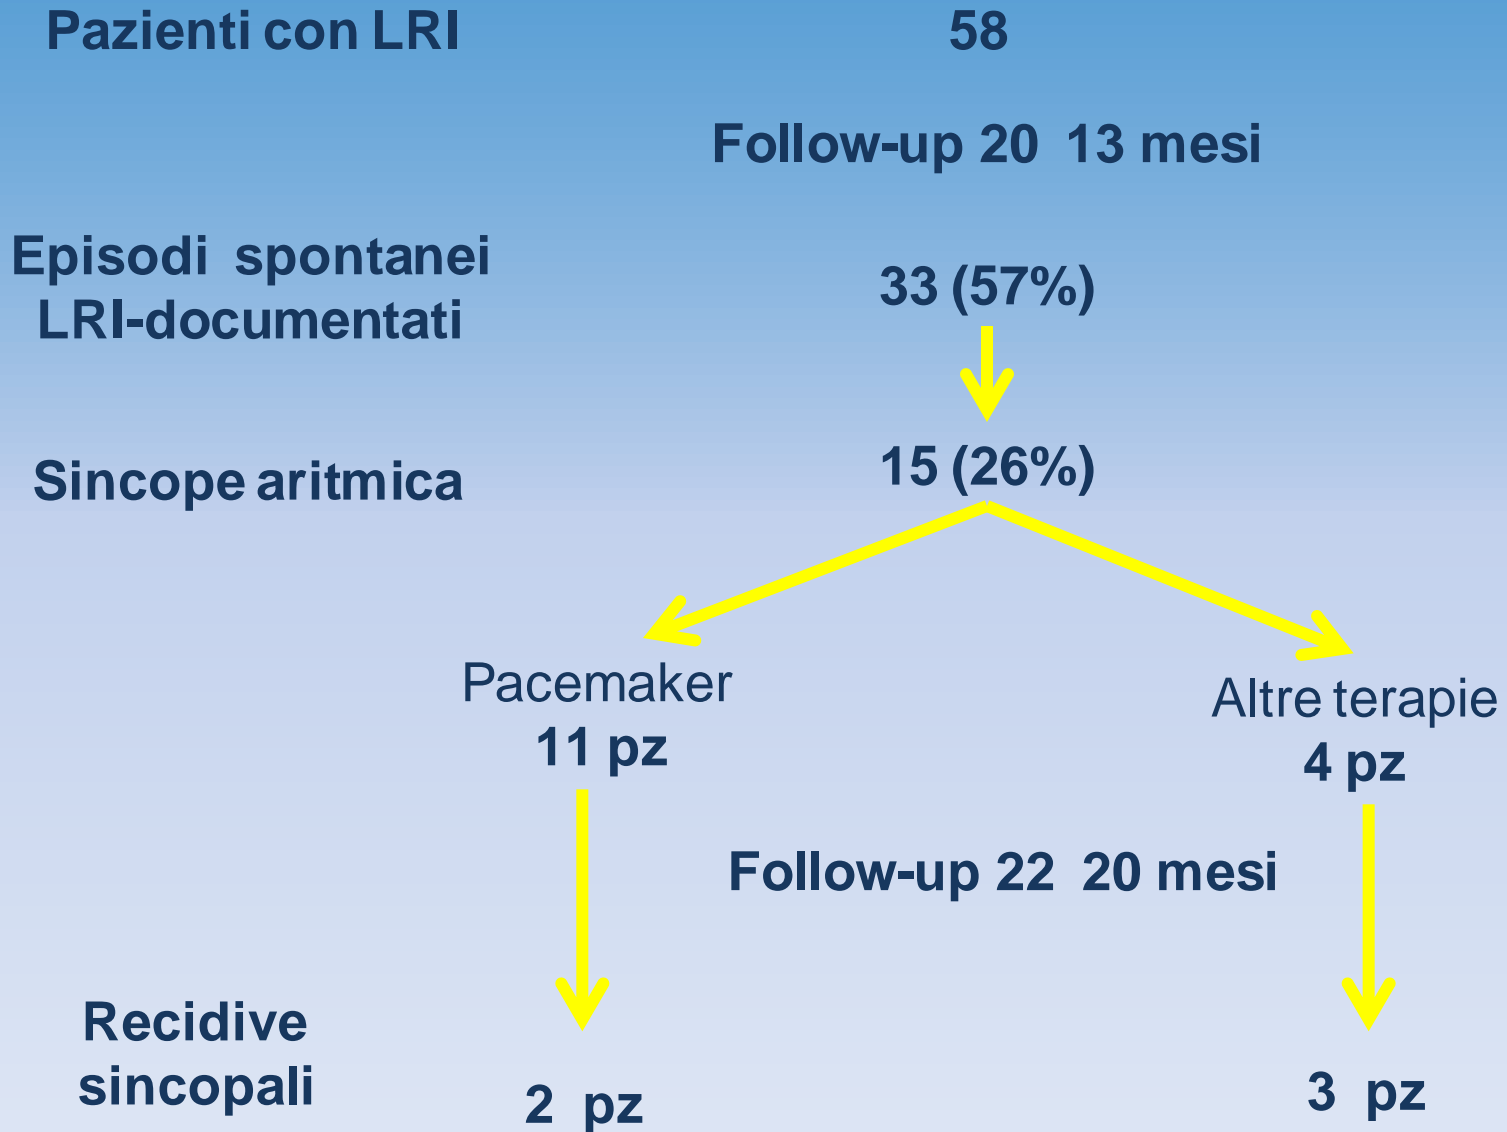 Pazienti con LRI 58
Follow-up 20 13 mesi
Episodi spontanei
LRI-documentati
33 (57%)
Sincope aritmica
15 (26%)
Pacemaker
11 pz
Altre terapie
4 pz
Follow-up 22 20 mesi
Recidive
sincopali
2 pz
3 pz